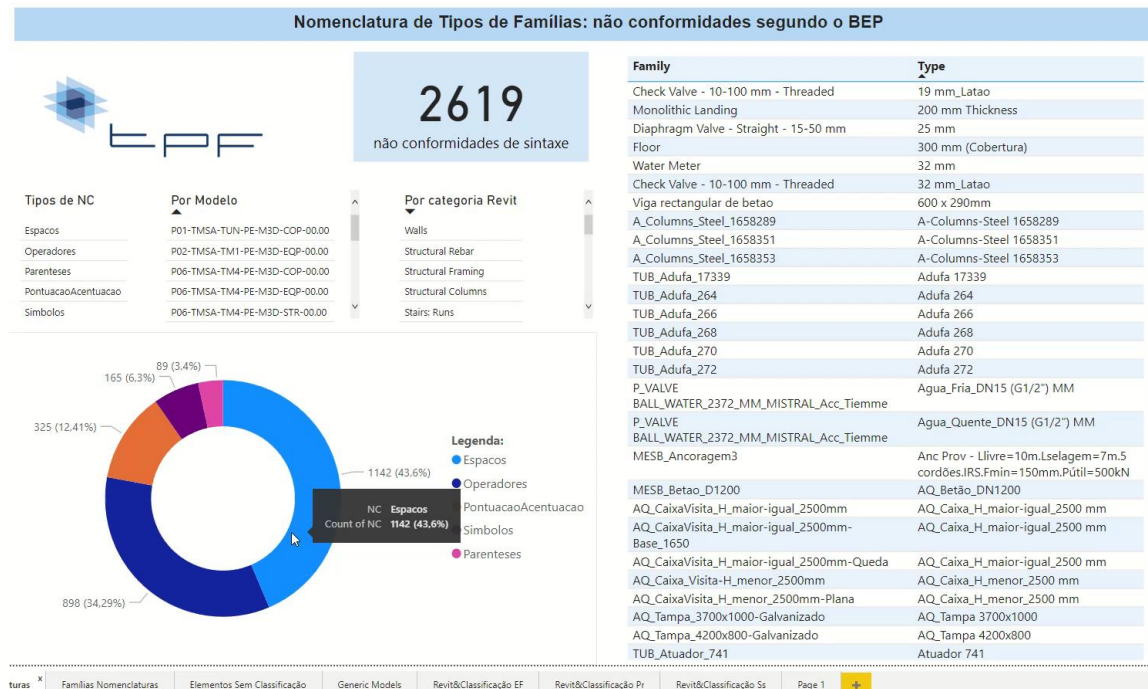 Nomenclatura de Tipos de Famílias: não conformidades segundo o BEP
tpf
2619
não conformidades de sintaxe
Tipos de NC
Espacos
Operadores
Parenteses
PontuacaoAcentuacao
Simbolos
Por Modelo
P01-TMSA-TUN-PE-M3D-COP-00.00
P02-TMSA-TM1-PE-M3D-EQP-00.00
P06-TMSA-TM4-PE-M3D-COP-00.00
P06-TMSA-TM4-PE-M3D-EQP-00.00
P06-TMSA-TM4-PE-M3D-STR-00.00
Por categoria Revit
Walls
Structural Rebar
Structural Framing
Structural Columns
Stairs: Runs
89 (3.4%)
165 (6.3%)
325 (12,41%)
1142 (43.6%)
898 (34,29%)
NC Espacos
Count of NC 1142 (43,6%)
Legenda:
Espacos
Operadores
PontuacaoAcentuacao
Simbolos
Parenteses
Family Type
Check Valve - 10-100 mm - Threaded 19 mm_Latao
Monolithic Landing 200 mm Thickness
Diaphragm Valve - Straight - 15-50 mm 25 mm
Floor 300 mm (Cobertura)
Water Meter 32 mm
Check Valve - 10-100 mm - Threaded 32 mm_Latao
Viga rectangular de betao 600 x 290mm
A_Columns_Steel_1658289 A-Columns-Steel 1658289
A_Columns_Steel_1658351 A-Columns-Steel 1658351
A_Columns_Steel_1658353 A-Columns-Steel 1658353
TUB_Adufa_17339 Adufa 17339
TUB_Adufa_264 Adufa 264
TUB_Adufa_266 Adufa 266
TUB_Adufa_268 Adufa 268
TUB_Adufa_270 Adufa 270
TUB_Adufa_272 Adufa 272
P_VALVE Agua_Fria_DN15 (G1/2") MM
BALL_WATER_2372_MM_MISTRAL_Acc_Tiemme
P_VALVE Agua_Quente_DN15 (G1/2") MM
BALL_WATER_2372_MM_MISTRAL_Acc_Tiemme
MESB_Ancoragem3 Anc Prov - Llivre=10m.Lselagem=7m.5
cordões.IRS.Fmin=150mm.Pútil=500kN
MESB_Betao_D1200 AQ_Betão_DN1200
AQ_CaixaVisita_H_maior-igual_2500mm AQ_Caixa_H_maior-igual_2500 mm
AQ_CaixaVisita_H_maior-igual_2500mm- AQ_Caixa_H_maior-igual_2500 mm
Base_1650
AQ_CaixaVisita_H_maior-igual_2500mm-Queda AQ_Caixa_H_maior-igual_2500 mm
AQ_Caixa_Visita-H_menor_2500mm AQ_Caixa_H_menor_2500 mm
AQ_CaixaVisita_H_menor_2500mm-Plana AQ_Caixa_H_menor_2500 mm
AQ_Tampa_3700x1000-Galvanizado AQ_Tampa 3700x1000
AQ_Tampa_4200x800-Galvanizado AQ_Tampa 4200x800
TUB_Atuador_741 Atuador 741
turas x Famílias Nomenclaturas Elementos Sem Classificação Generic Models Revit&Classificação EF Revit&Classificação Pr Revit&Classificação Ss Page 1 +